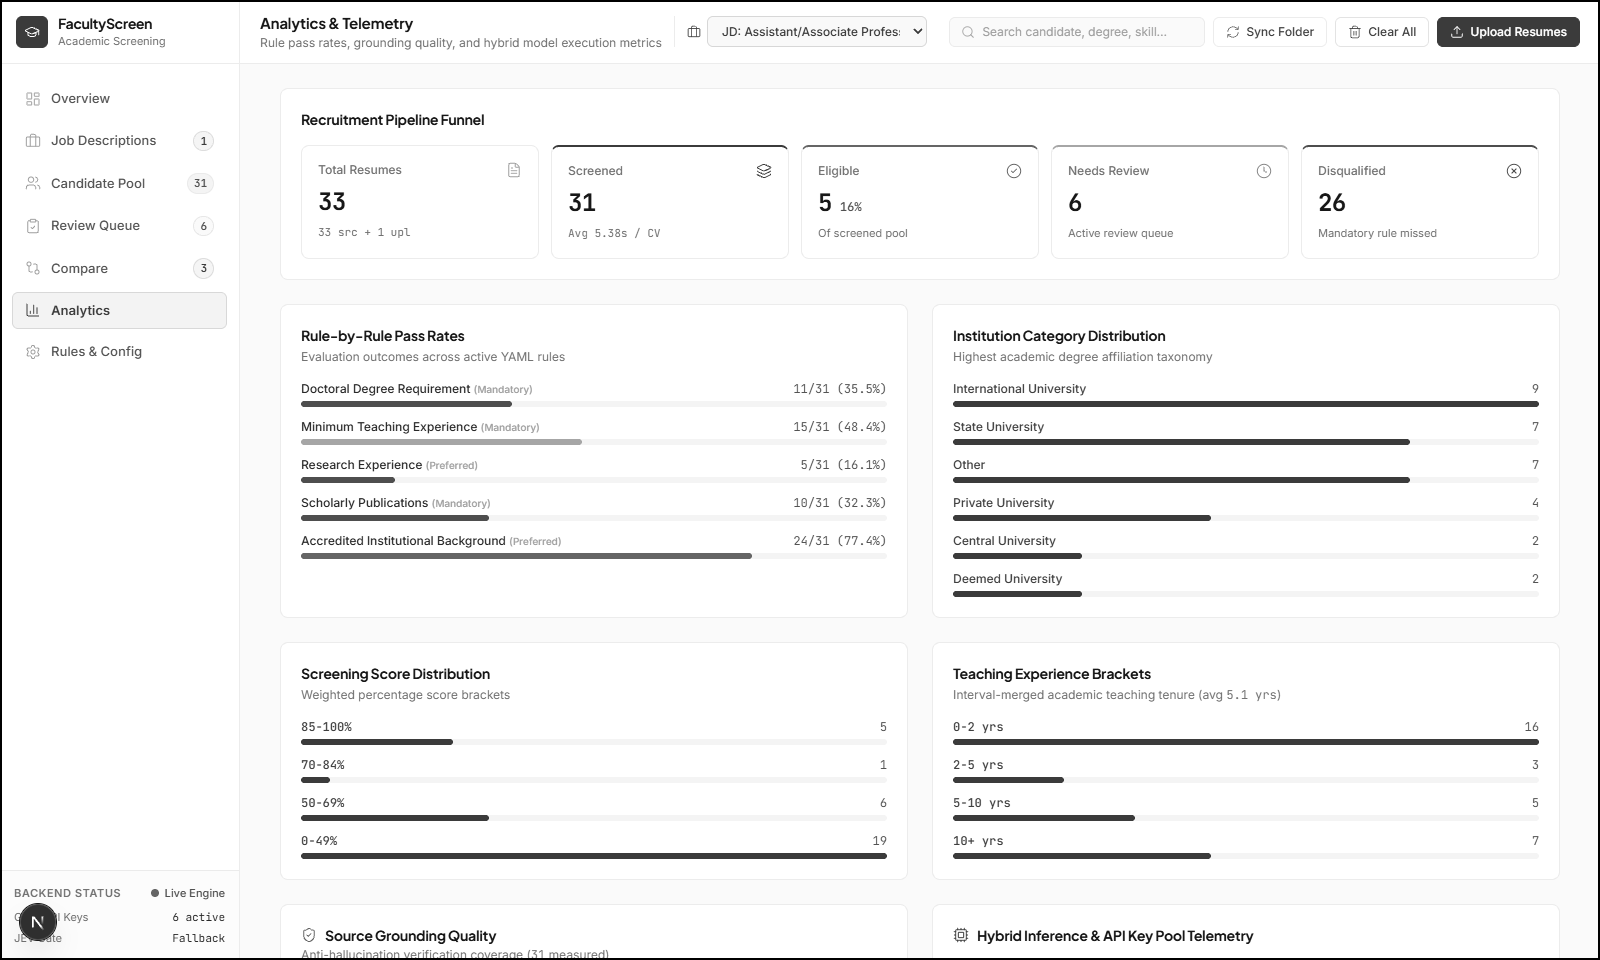 FacultyScreen
Academic Screening
Analytics & Telemetry
Rule pass rates, grounding quality, and hybrid model execution metrics
JD: Assistant/Associate Profess
Search candidate, degree, skill...
Sync Folder
Clear All
Upload Resumes
Overview
Job Descriptions 1
Candidate Pool 31
Review Queue 6
Compare 3
Analytics
Rules & Config
Recruitment Pipeline Funnel
Total Resumes
33
33 src + 1 upl
Screened
31
Avg 5.38s / CV
Eligible
5 16%
Of screened pool
Needs Review
6
Active review queue
Disqualified
26
Mandatory rule missed
Rule-by-Rule Pass Rates
Evaluation outcomes across active YAML rules
Doctoral Degree Requirement (Mandatory) 11/31 (35.5%)
Minimum Teaching Experience (Mandatory) 15/31 (48.4%)
Research Experience (Preferred) 5/31 (16.1%)
Scholarly Publications (Mandatory) 10/31 (32.3%)
Accredited Institutional Background (Preferred) 24/31 (77.4%)
Institution Category Distribution
Highest academic degree affiliation taxonomy
International University 9
State University 7
Other 7
Private University 4
Central University 2
Deemed University 2
Screening Score Distribution
Weighted percentage score brackets
85-100% 5
70-84% 1
50-69% 6
0-49% 19
Teaching Experience Brackets
Interval-merged academic teaching tenure (avg 5.1 yrs)
0-2 yrs 16
2-5 yrs 3
5-10 yrs 5
10+ yrs 7
Source Grounding Quality
Anti-hallucination verification coverage (31 measured)
Hybrid Inference & API Key Pool Telemetry
BACKEND STATUS Live Engine
Keys 6 active
Fallback
N